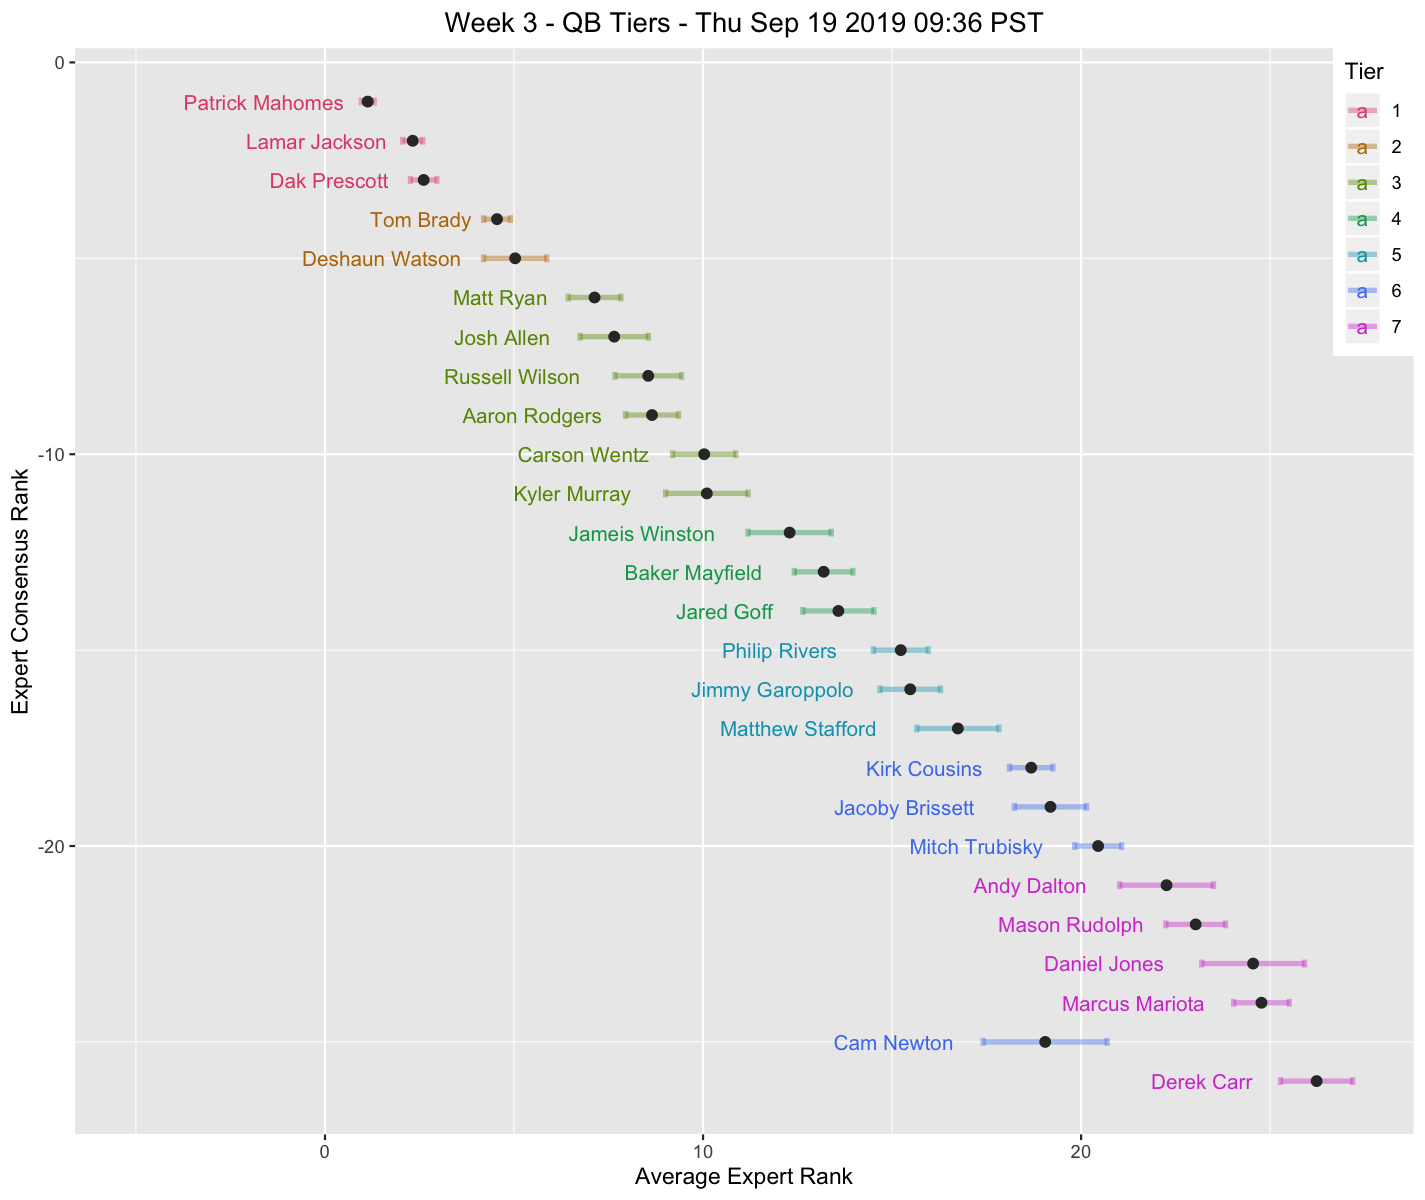 Week 3 - QB Tiers - Thu Sep 19 2019 09:36 PST
Tier
a 1
a 2
a 3
a 4
a 5
a 6
a 7
0
-10
-20
Expert Consensus Rank
Patrick Mahomes
Lamar Jackson
Dak Prescott
Tom Brady
Deshaun Watson
Matt Ryan
Josh Allen
Russell Wilson
Aaron Rodgers
Carson Wentz
Kyler Murray
Jameis Winston
Baker Mayfield
Jared Goff
Philip Rivers
Jimmy Garoppolo
Matthew Stafford
Kirk Cousins
Jacoby Brissett
Mitch Trubisky
Andy Dalton
Mason Rudolph
Daniel Jones
Marcus Mariota
Cam Newton
Derek Carr
0 10 20
Average Expert Rank